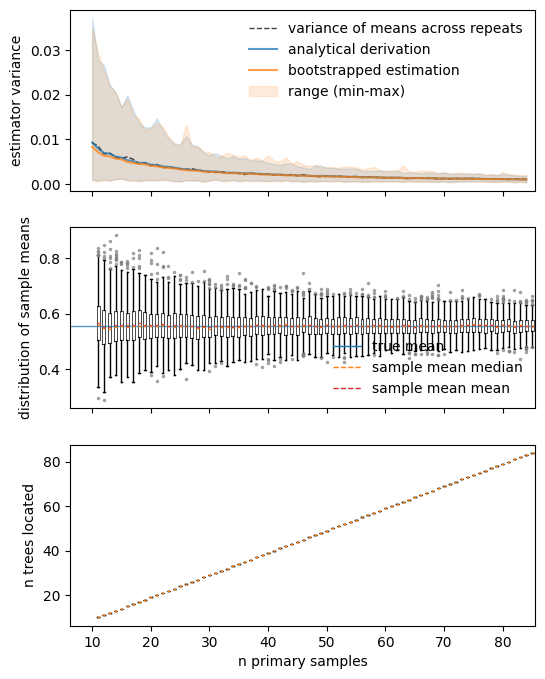 0.03
0.02
0.01
0.00
estimator variance
variance of means across repeats
analytical derivation
bootstrapped estimation
range (min-max)
0.8
0.6
0.4
distribution of sample means
true mean
sample mean median
sample mean mean
80
60
40
20
n trees located
10 20 30 40 50 60 70 80
n primary samples